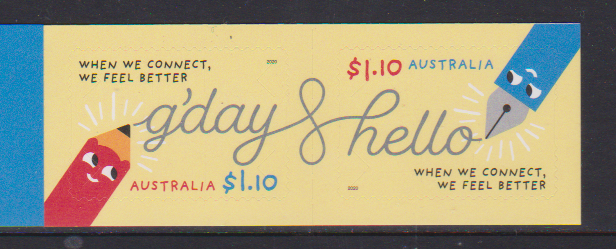 WHEN WE CONNECT,
WE FEEL BETTER
2020
g'day & hello
AUSTRALIA $1.10
$1.10 AUSTRALIA
2020
WHEN WE CONNECT,
WE FEEL BETTER